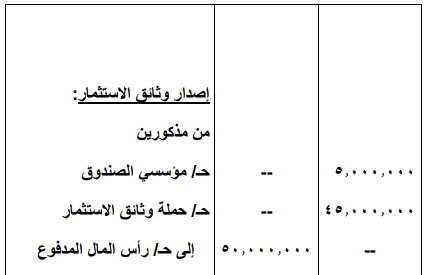 إصدار وثائق الاستثمار:
من مذكورين
٥,٠٠٠,٠٠٠ -- حـ/ مؤسسي الصندوق
٤٥,٠٠٠,٠٠٠ -- حـ/ حملة وثائق الاستثمار
-- ٥٠,٠٠٠,٠٠٠ إلى حـ/ رأس المال المدفوع